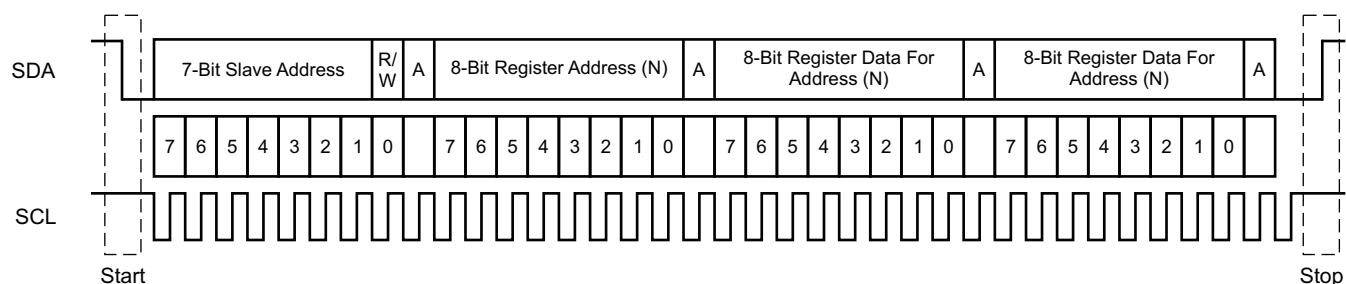 SDA
7-Bit Slave Address
R/
W
A
8-Bit Register Address (N)
A
8-Bit Register Data For
Address (N)
A
8-Bit Register Data For
Address (N)
A
7 6 5 4 3 2 1 0 7 6 5 4 3 2 1 0 7 6 5 4 3 2 1 0 7 6 5 4 3 2 1 0
SCL
Start
Stop